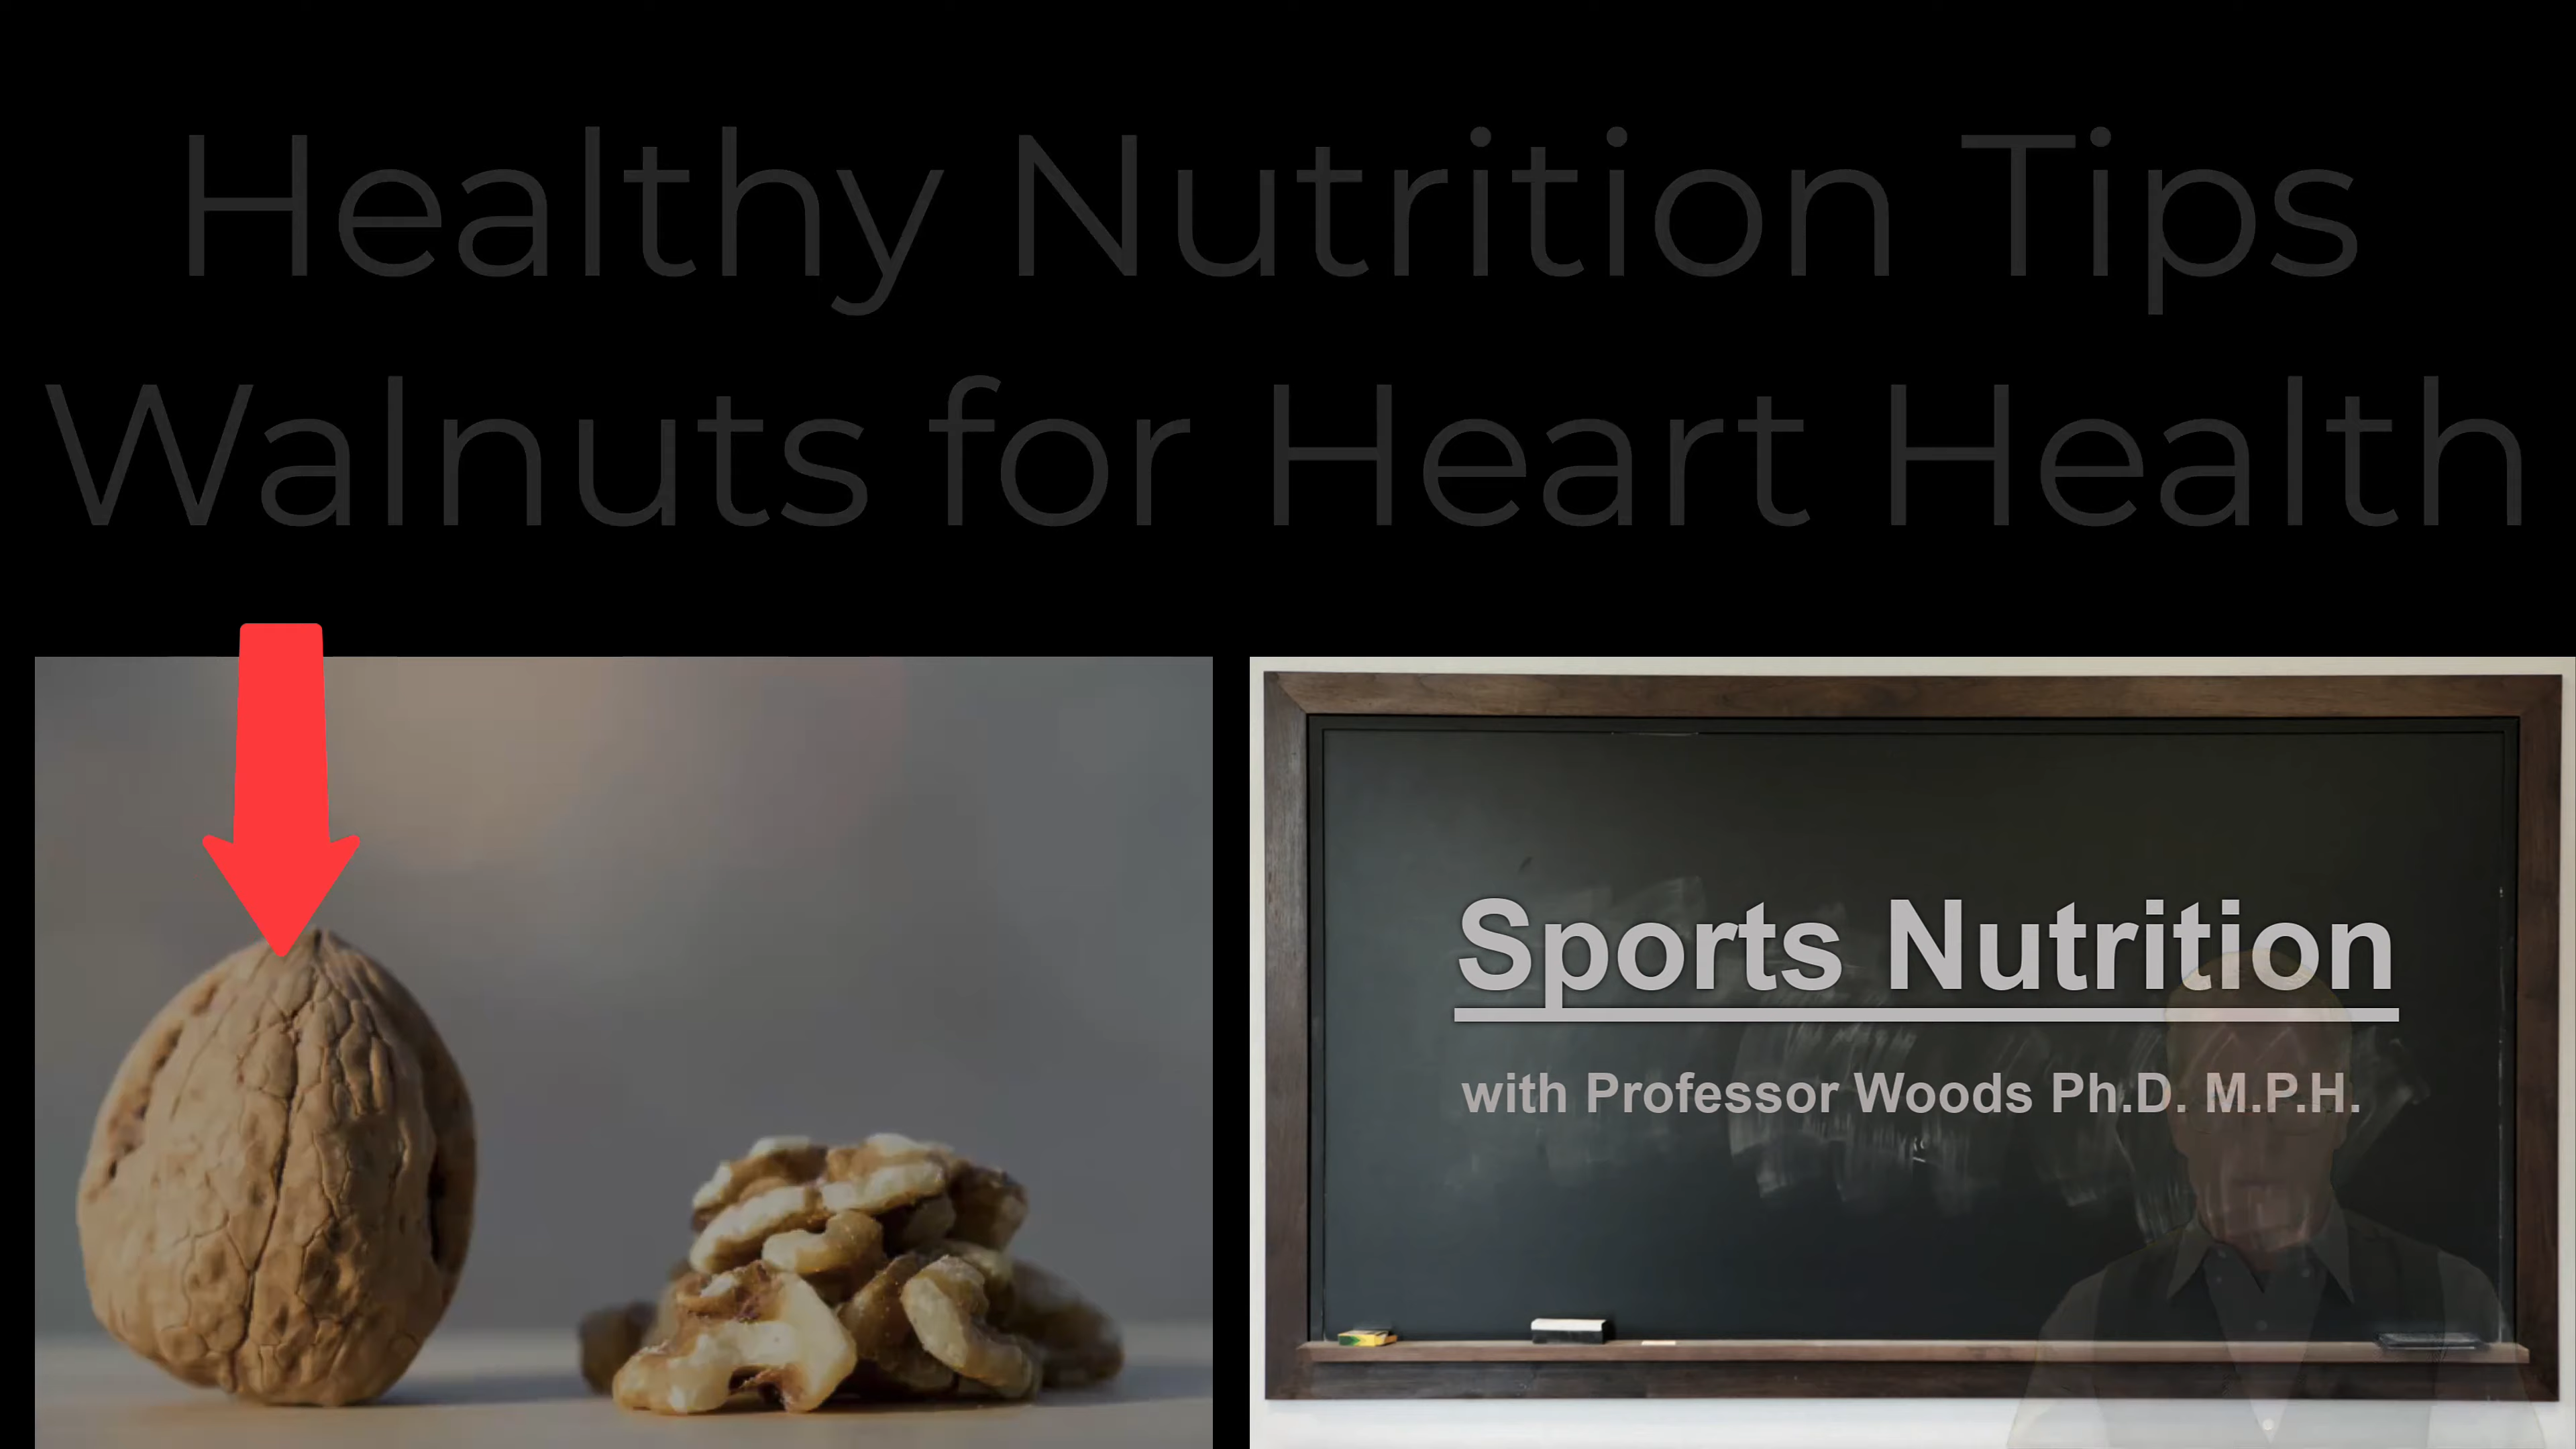 Healthy Nutrition Tips
Walnuts for Heart Health
Sports Nutrition
with Professor Woods Ph.D. M.P.H.